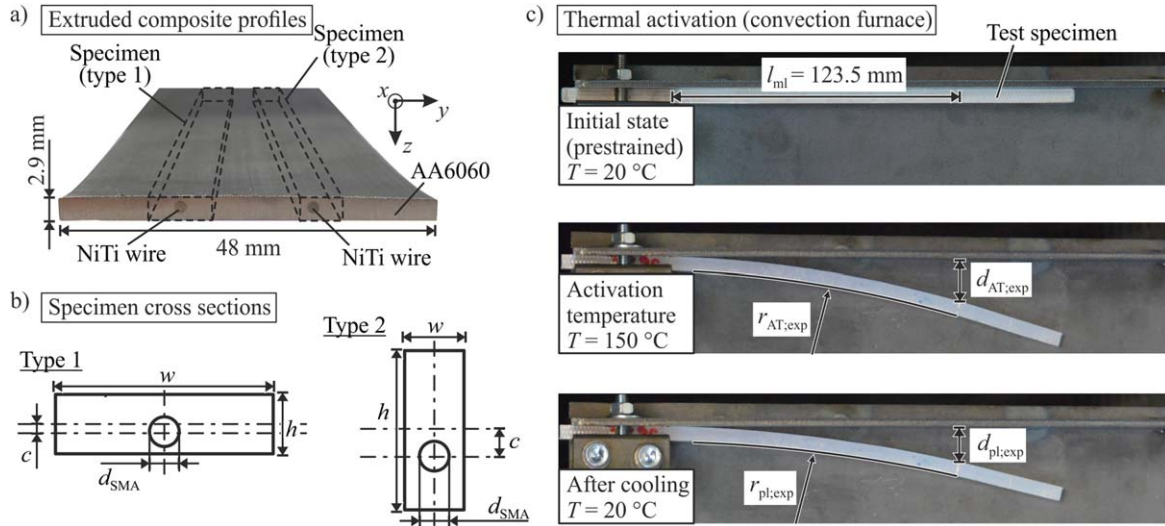 a) Extruded composite profiles
Specimen
(type 1)
Specimen
(type 2)
x
y
z
2.9 mm
AA6060
NiTi wire
48 mm
NiTi wire
b) Specimen cross sections
Type 1
w
h
c
d_SMA
Type 2
w
h
c
d_SMA
c) Thermal activation (convection furnace)
Test specimen
l_ml = 123.5 mm
Initial state
(prestrained)
T = 20 °C
d_AT;exp
Activation
temperature
T = 150 °C
r_AT;exp
d_pl;exp
After cooling
T = 20 °C
r_pl;exp